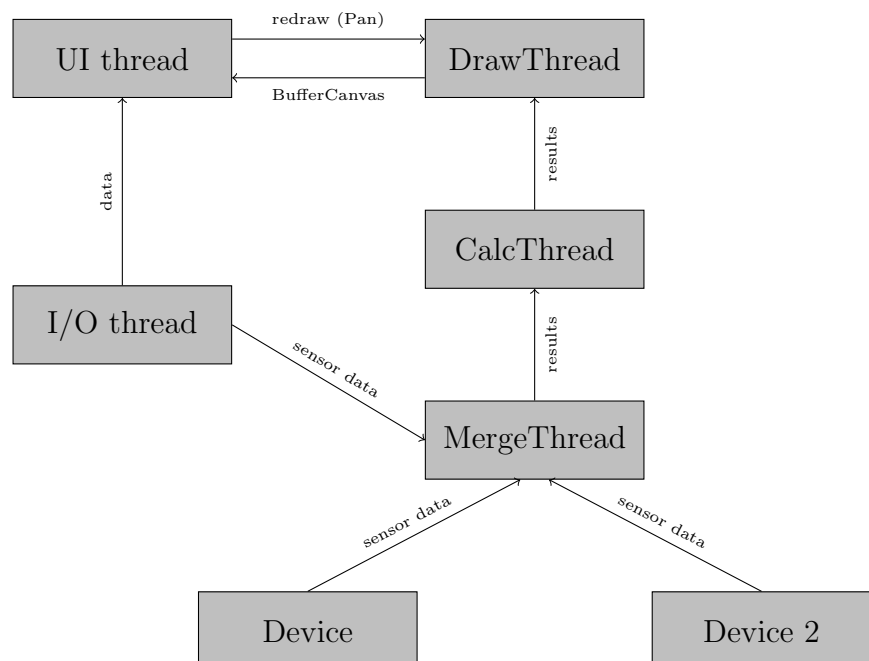 redraw (Pan)
UI thread
DrawThread
BufferCanvas
data
results
CalcThread
I/O thread
sensor data
results
MergeThread
sensor data
sensor data
Device
Device 2